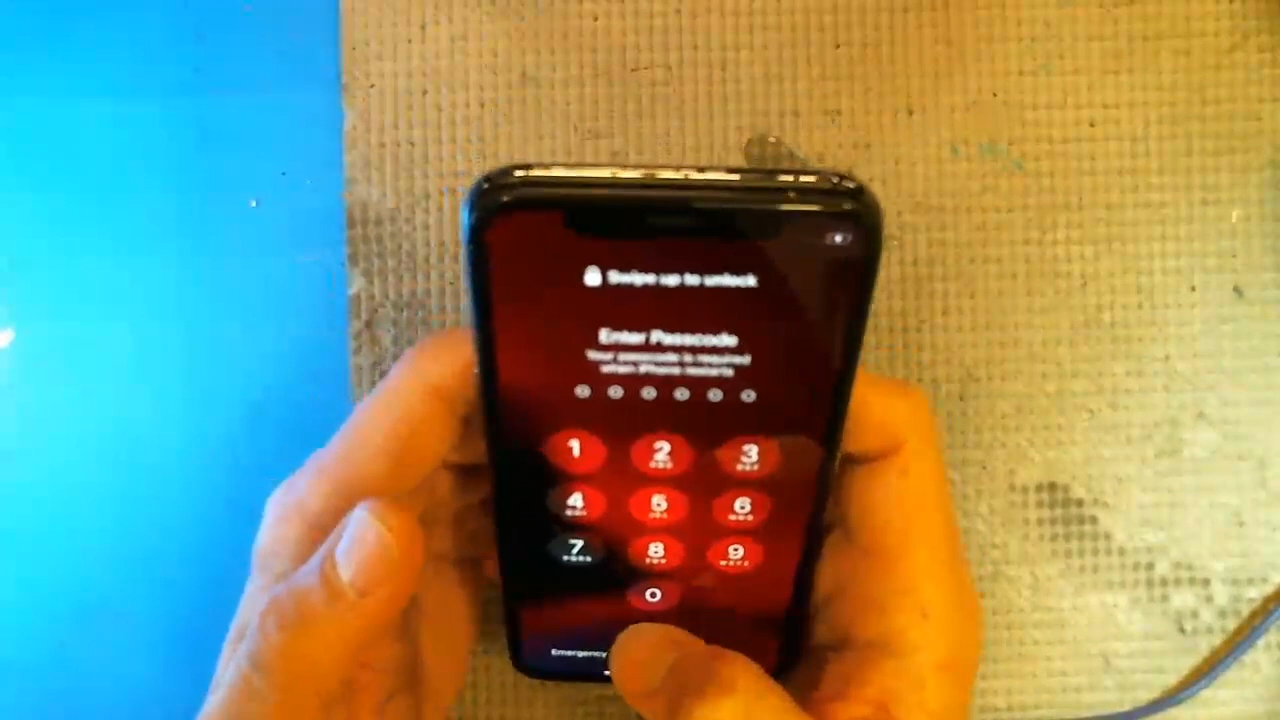 Swipe up to unlock
Enter Passcode
Your passcode is required
when iPhone restarts
1 2 3
4 5 6
7 8 9
0
Emergency